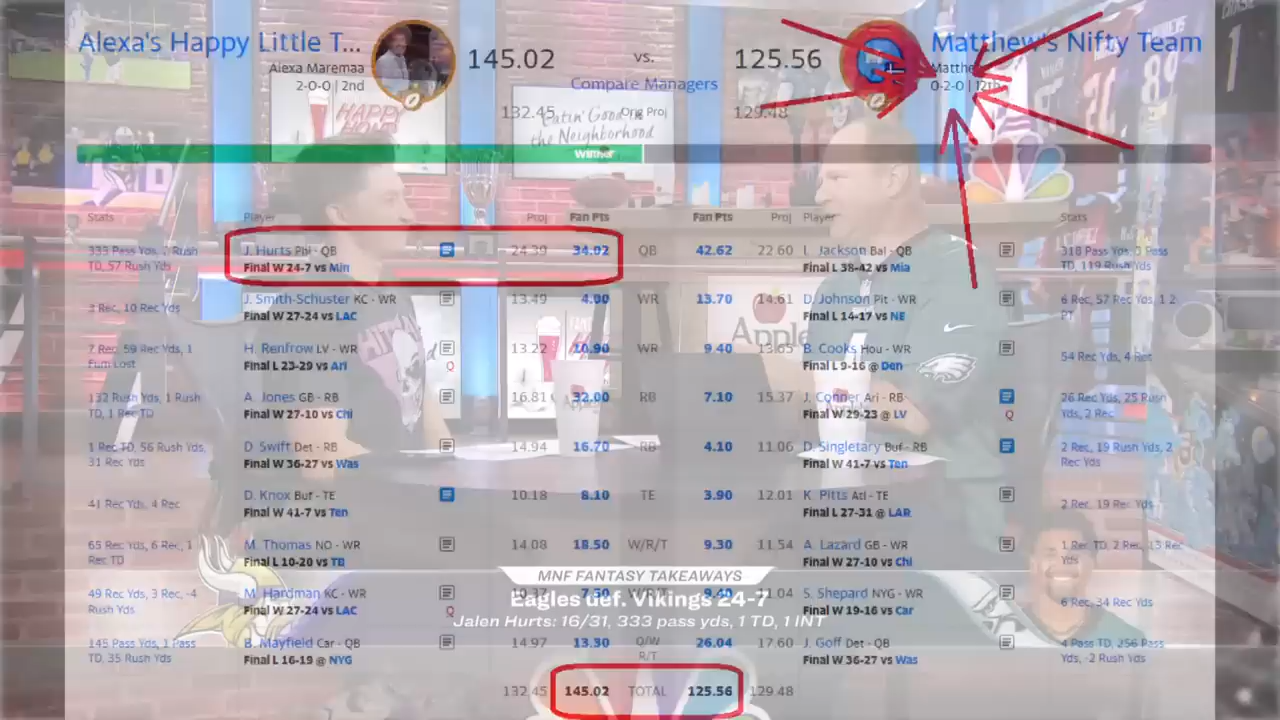 Alexa's Happy Little T...
Alexa Maremaa
2-0-0 | 2nd
145.02
vs.
125.56
Compare Managers
Matthew's Nifty Team
0-2-0 | 12th
132.45
Orig Proj
129.48
HAPPY
HOUR
Eatin' Good in
the Neighborhood
Winner
Stats Player Proj Fan Pts Fan Pts Proj Player Stats
333 Pass Yds, 2 Rush TD, 57 Rush Yds
J. Hurts Phi - QB
Final W 24-7 vs Min
24.39 34.02 QB 42.62 22.60
L. Jackson Bal - QB
Final L 38-42 vs Mia
TD, 119 Rush Yds
3 Rec, 10 Rec Yds
J. Smith-Schuster KC - WR
Final W 27-24 vs LAC
13.49 4.00 WR 13.70 14.61
D. Johnson Pit - WR
Final L 14-17 vs NE
6 Rec, 57 Rec Yds, 1 2 PT
7 Rec, 59 Rec Yds, 1 Fum Lost
H. Renfrow LV - WR
Final L 23-29 vs Ari
Q
13.22 10.90 WR 9.40 13.65
B. Cooks Hou - WR
Final L 9-16 @ Den
54 Rec Yds, 4 Rec
132 Rush Yds, 1 Rush TD, 1 Rec TD
A. Jones GB - RB
Final W 27-10 vs Chi
16.81 32.00 RB 7.10 15.37
J. Conner Ari - RB
Final W 29-23 @ LV
Q
26 Rec Yds, 25 Rush Yds, 2 Rec
1 Rec TD, 56 Rush Yds, 31 Rec Yds
D. Swift Det - RB
Final W 36-27 vs Was
14.94 16.70 RB 4.10 11.06
D. Singletary Buf - RB
Final W 41-7 vs Ten
2 Rec, 19 Rush Yds, 2 Rec Yds
41 Rec Yds, 4 Rec
D. Knox Buf - TE
Final W 41-7 vs Ten
10.18 8.10 TE 3.90 12.01
K. Pitts Atl - TE
Final L 27-31 @ LAR
2 Rec, 19 Rec Yds
65 Rec Yds, 6 Rec, 1 Rec TD
M. Thomas NO - WR
Final L 10-20 vs TB
14.08 18.50 W/R/T 9.30 11.54
A. Lazard GB - WR
Final W 27-10 vs Chi
1 Rec TD, 2 Rec, 13 Rec Yds
49 Rec Yds, 3 Rec, -4 Rush Yds
M. Hardman KC - WR
Final W 27-24 vs LAC
Q
7.50 W/R/T 9.40 11.04
S. Shepard NYG - WR
Final W 19-16 vs Car
6 Rec, 34 Rec Yds
145 Pass Yds, 1 Pass TD, 35 Rush Yds
B. Mayfield Car - QB
Final L 16-19 @ NYG
14.97 13.30 Q/W R/T 26.04 17.60
J. Goff Det - QB
Final W 36-27 vs Was
4 Pass TD, 256 Pass Yds, -2 Rush Yds
132.45 145.02 TOTAL 125.56 129.48
MNF FANTASY TAKEAWAYS
Eagles def. Vikings 24-7
Jalen Hurts: 16/31, 333 pass yds, 1 TD, 1 INT